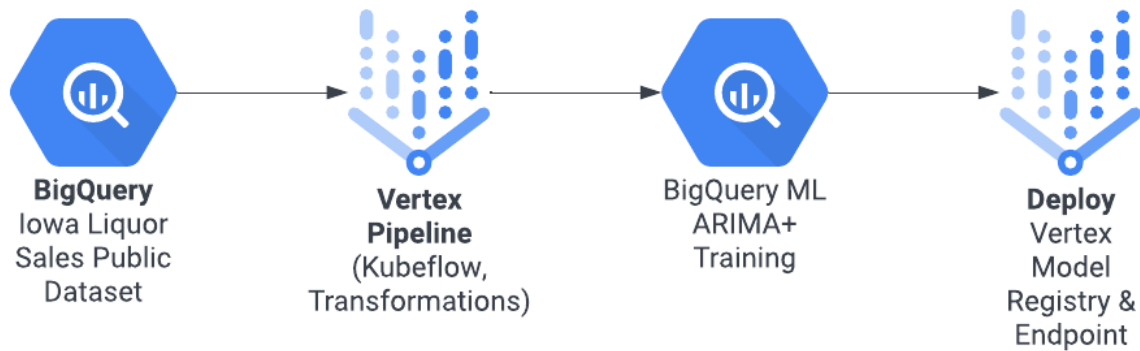 BigQuery
Iowa Liquor
Sales Public
Dataset
Vertex
Pipeline
(Kubeflow,
Transformations)
BigQuery ML
ARIMA+
Training
Deploy
Vertex
Model
Registry &
Endpoint